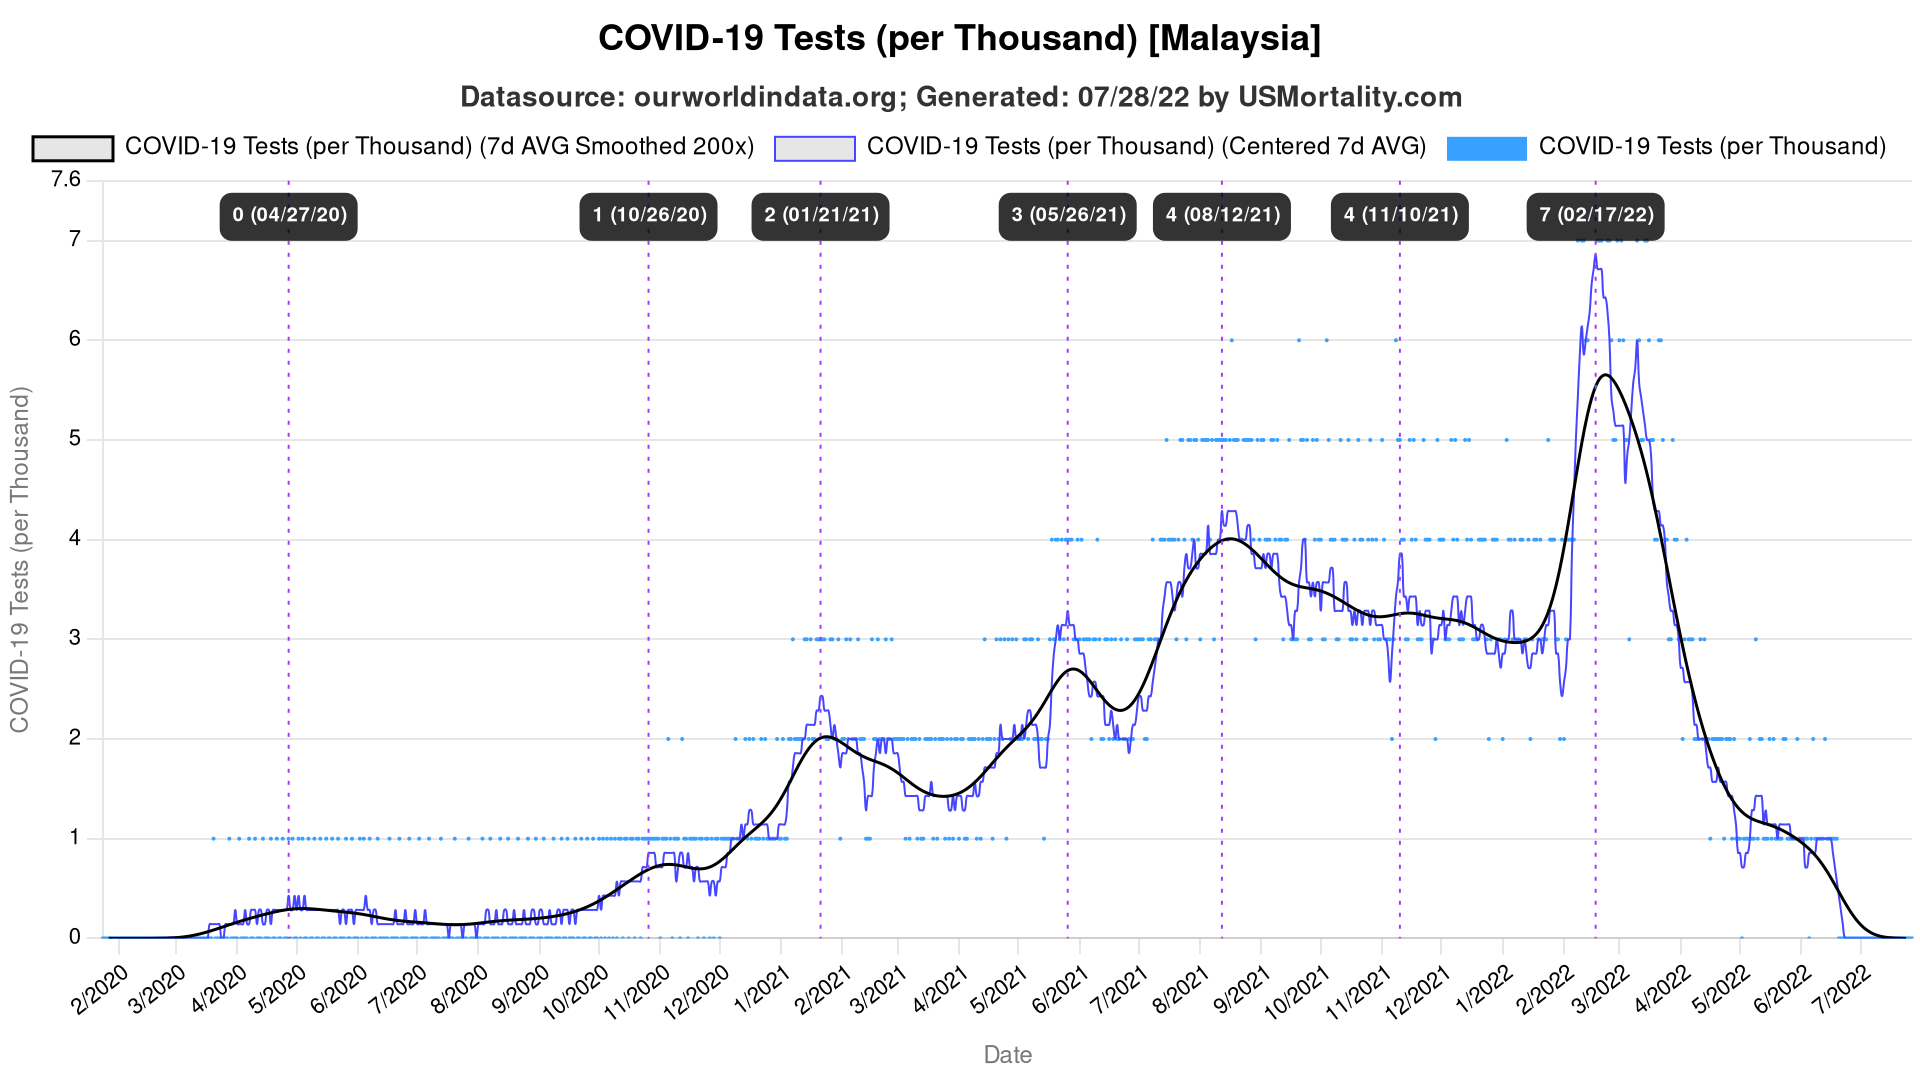 COVID-19 Tests (per Thousand) [Malaysia]
Datasource: ourworldindata.org; Generated: 07/28/22 by USMortality.com
COVID-19 Tests (per Thousand) (7d AVG Smoothed 200x) COVID-19 Tests (per Thousand) (Centered 7d AVG) COVID-19 Tests (per Thousand)
7.6
0 (04/27/20) 1 (10/26/20) 2 (01/21/21) 3 (05/26/21) 4 (08/12/21) 4 (11/10/21) 7 (02/17/22)
7
6
5
4
3
2
1
0
COVID-19 Tests (per Thousand)
2/2020 3/2020 4/2020 5/2020 6/2020 7/2020 8/2020 9/2020 10/2020 11/2020 12/2020 1/2021 2/2021 3/2021 4/2021 5/2021 6/2021 7/2021 8/2021 9/2021 10/2021 11/2021 12/2021 1/2022 2/2022 3/2022 4/2022 5/2022 6/2022 7/2022
Date